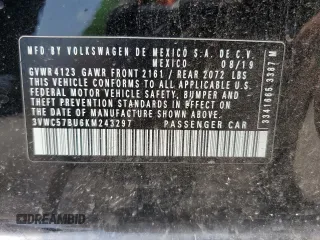 MFD BY VOLKSWAGEN DE MEXICO S.A. DE C.V.
MEXICO 08/19
GVWR 4123 GAWR FRONT 2161 / REAR 2072 LBS
THIS VEHICLE CONFORMS TO ALL APPLICABLE
FEDERAL MOTOR VEHICLE SAFETY, BUMPER AND
THEFT PREVENTION STANDARDS IN EFFECT ON THE
DATE OF MANUFACTURE SHOWN ABOVE
3VWC57BU6KM243297 PASSENGER CAR
3341665 3387 M
© DREAMBID